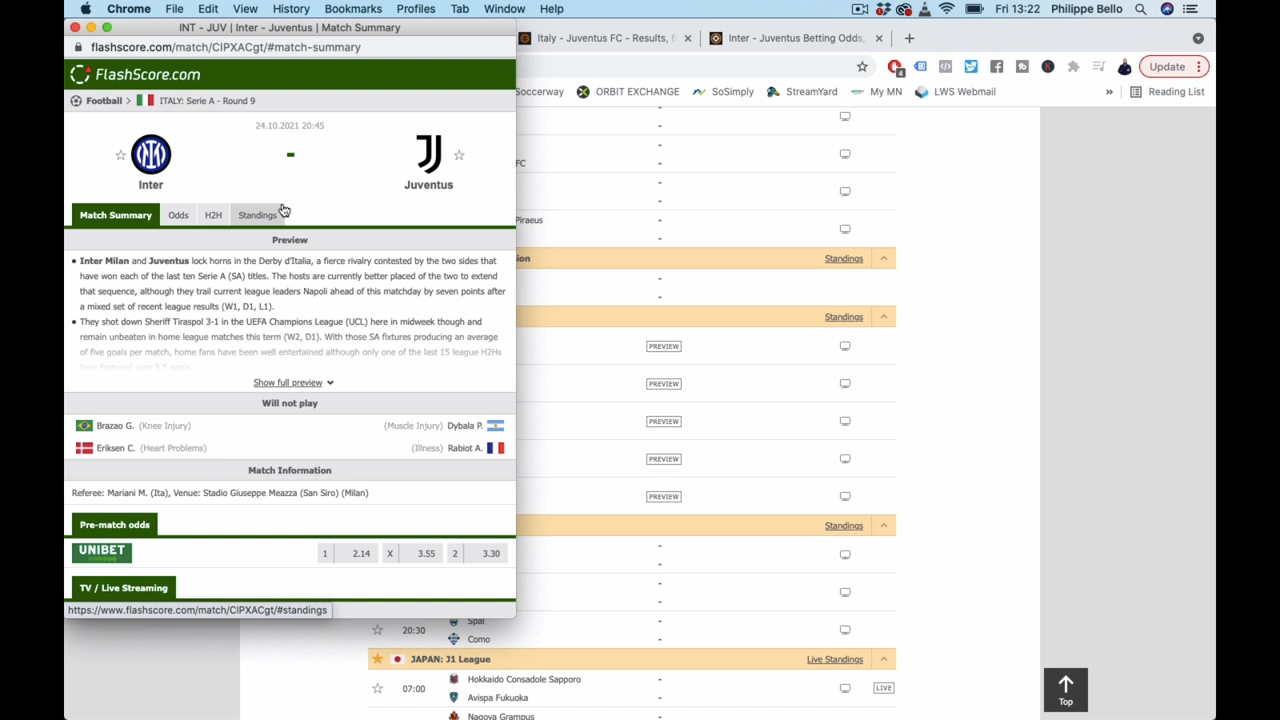 Chrome File Edit View History Bookmarks Profiles Tab Window Help Fri 13:22 Philippe Bello
INT - JUV | Inter - Juventus | Match Summary
flashscore.com/match/CIPXACgt/#match-summary
Italy - Juventus FC - Results, f
Inter - Juventus Betting Odds,
4
Update
Soccerway ORBIT EXCHANGE SoSimply StreamYard My MN LWS Webmail » Reading List
FlashScore.com
Football > ITALY: Serie A - Round 9
24.10.2021 20:45
-
Inter Juventus
Match Summary Odds H2H Standings
Preview
Inter Milan and Juventus lock horns in the Derby d'Italia, a fierce rivalry contested by the two sides that
have won each of the last ten Serie A (SA) titles. The hosts are currently better placed of the two to extend
that sequence, although they trail current league leaders Napoli ahead of this matchday by seven points after
a mixed set of recent league results (W1, D1, L1).
They shot down Sheriff Tiraspol 3-1 in the UEFA Champions League (UCL) here in midweek though and
remain unbeaten in home league matches this term (W2, D1). With those SA fixtures producing an average
of five goals per match, home fans have been well entertained although only one of the last 15 league H2Hs
here featured over 3.5 goals.
Show full preview
Will not play
Brazao G. (Knee Injury) (Muscle Injury) Dybala P.
Eriksen C. (Heart Problems) (Illness) Rabiot A.
Match Information
Referee: Mariani M. (Ita), Venue: Stadio Giuseppe Meazza (San Siro) (Milan)
Pre-match odds
UNIBET 1 2.14 X 3.55 2 3.30
TV / Live Streaming
https://www.flashscore.com/match/CIPXACgt/#standings
-
-
-
FC -
-
-
Piraeus -
-
ion Standings
-
-
Standings
PREVIEW
PREVIEW
PREVIEW
PREVIEW
PREVIEW
Standings
-
-
-
-
20:30 Spal -
Como -
JAPAN: J1 League Live Standings
07:00 Hokkaido Consadole Sapporo - LIVE
Avispa Fukuoka -
Nagoya Grampus -
Top